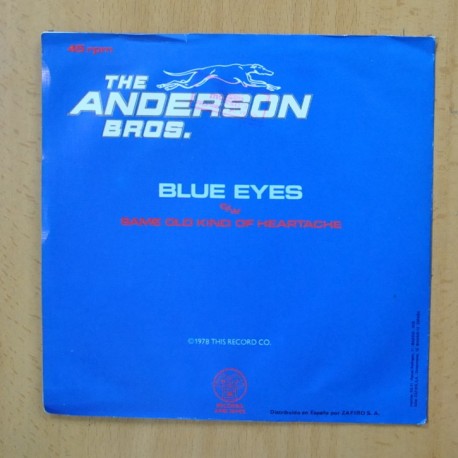 45 rpm
THE
ANDERSON
BROS.
BLUE EYES
c/w
SAME OLD KIND OF HEARTACHE
©1978 THIS RECORD CO.
Distribuido en España por ZAFIRO S. A.